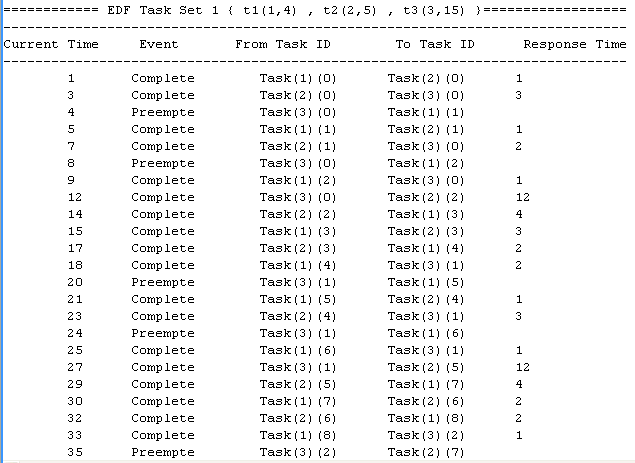 ============ EDF Task Set 1 { t1(1,4) , t2(2,5) , t3(3,15) }==================
Current Time Event From Task ID To Task ID Response Time
1 Complete Task(1)(0) Task(2)(0) 1
3 Complete Task(2)(0) Task(3)(0) 3
4 Preempte Task(3)(0) Task(1)(1)
5 Complete Task(1)(1) Task(2)(1) 1
7 Complete Task(2)(1) Task(3)(0) 2
8 Preempte Task(3)(0) Task(1)(2)
9 Complete Task(1)(2) Task(3)(0) 1
12 Complete Task(3)(0) Task(2)(2) 12
14 Complete Task(2)(2) Task(1)(3) 4
15 Complete Task(1)(3) Task(2)(3) 3
17 Complete Task(2)(3) Task(1)(4) 2
18 Complete Task(1)(4) Task(3)(1) 2
20 Preempte Task(3)(1) Task(1)(5)
21 Complete Task(1)(5) Task(2)(4) 1
23 Complete Task(2)(4) Task(3)(1) 3
24 Preempte Task(3)(1) Task(1)(6)
25 Complete Task(1)(6) Task(3)(1) 1
27 Complete Task(3)(1) Task(2)(5) 12
29 Complete Task(2)(5) Task(1)(7) 4
30 Complete Task(1)(7) Task(2)(6) 2
32 Complete Task(2)(6) Task(1)(8) 2
33 Complete Task(1)(8) Task(3)(2) 1
35 Preempte Task(3)(2) Task(2)(7)